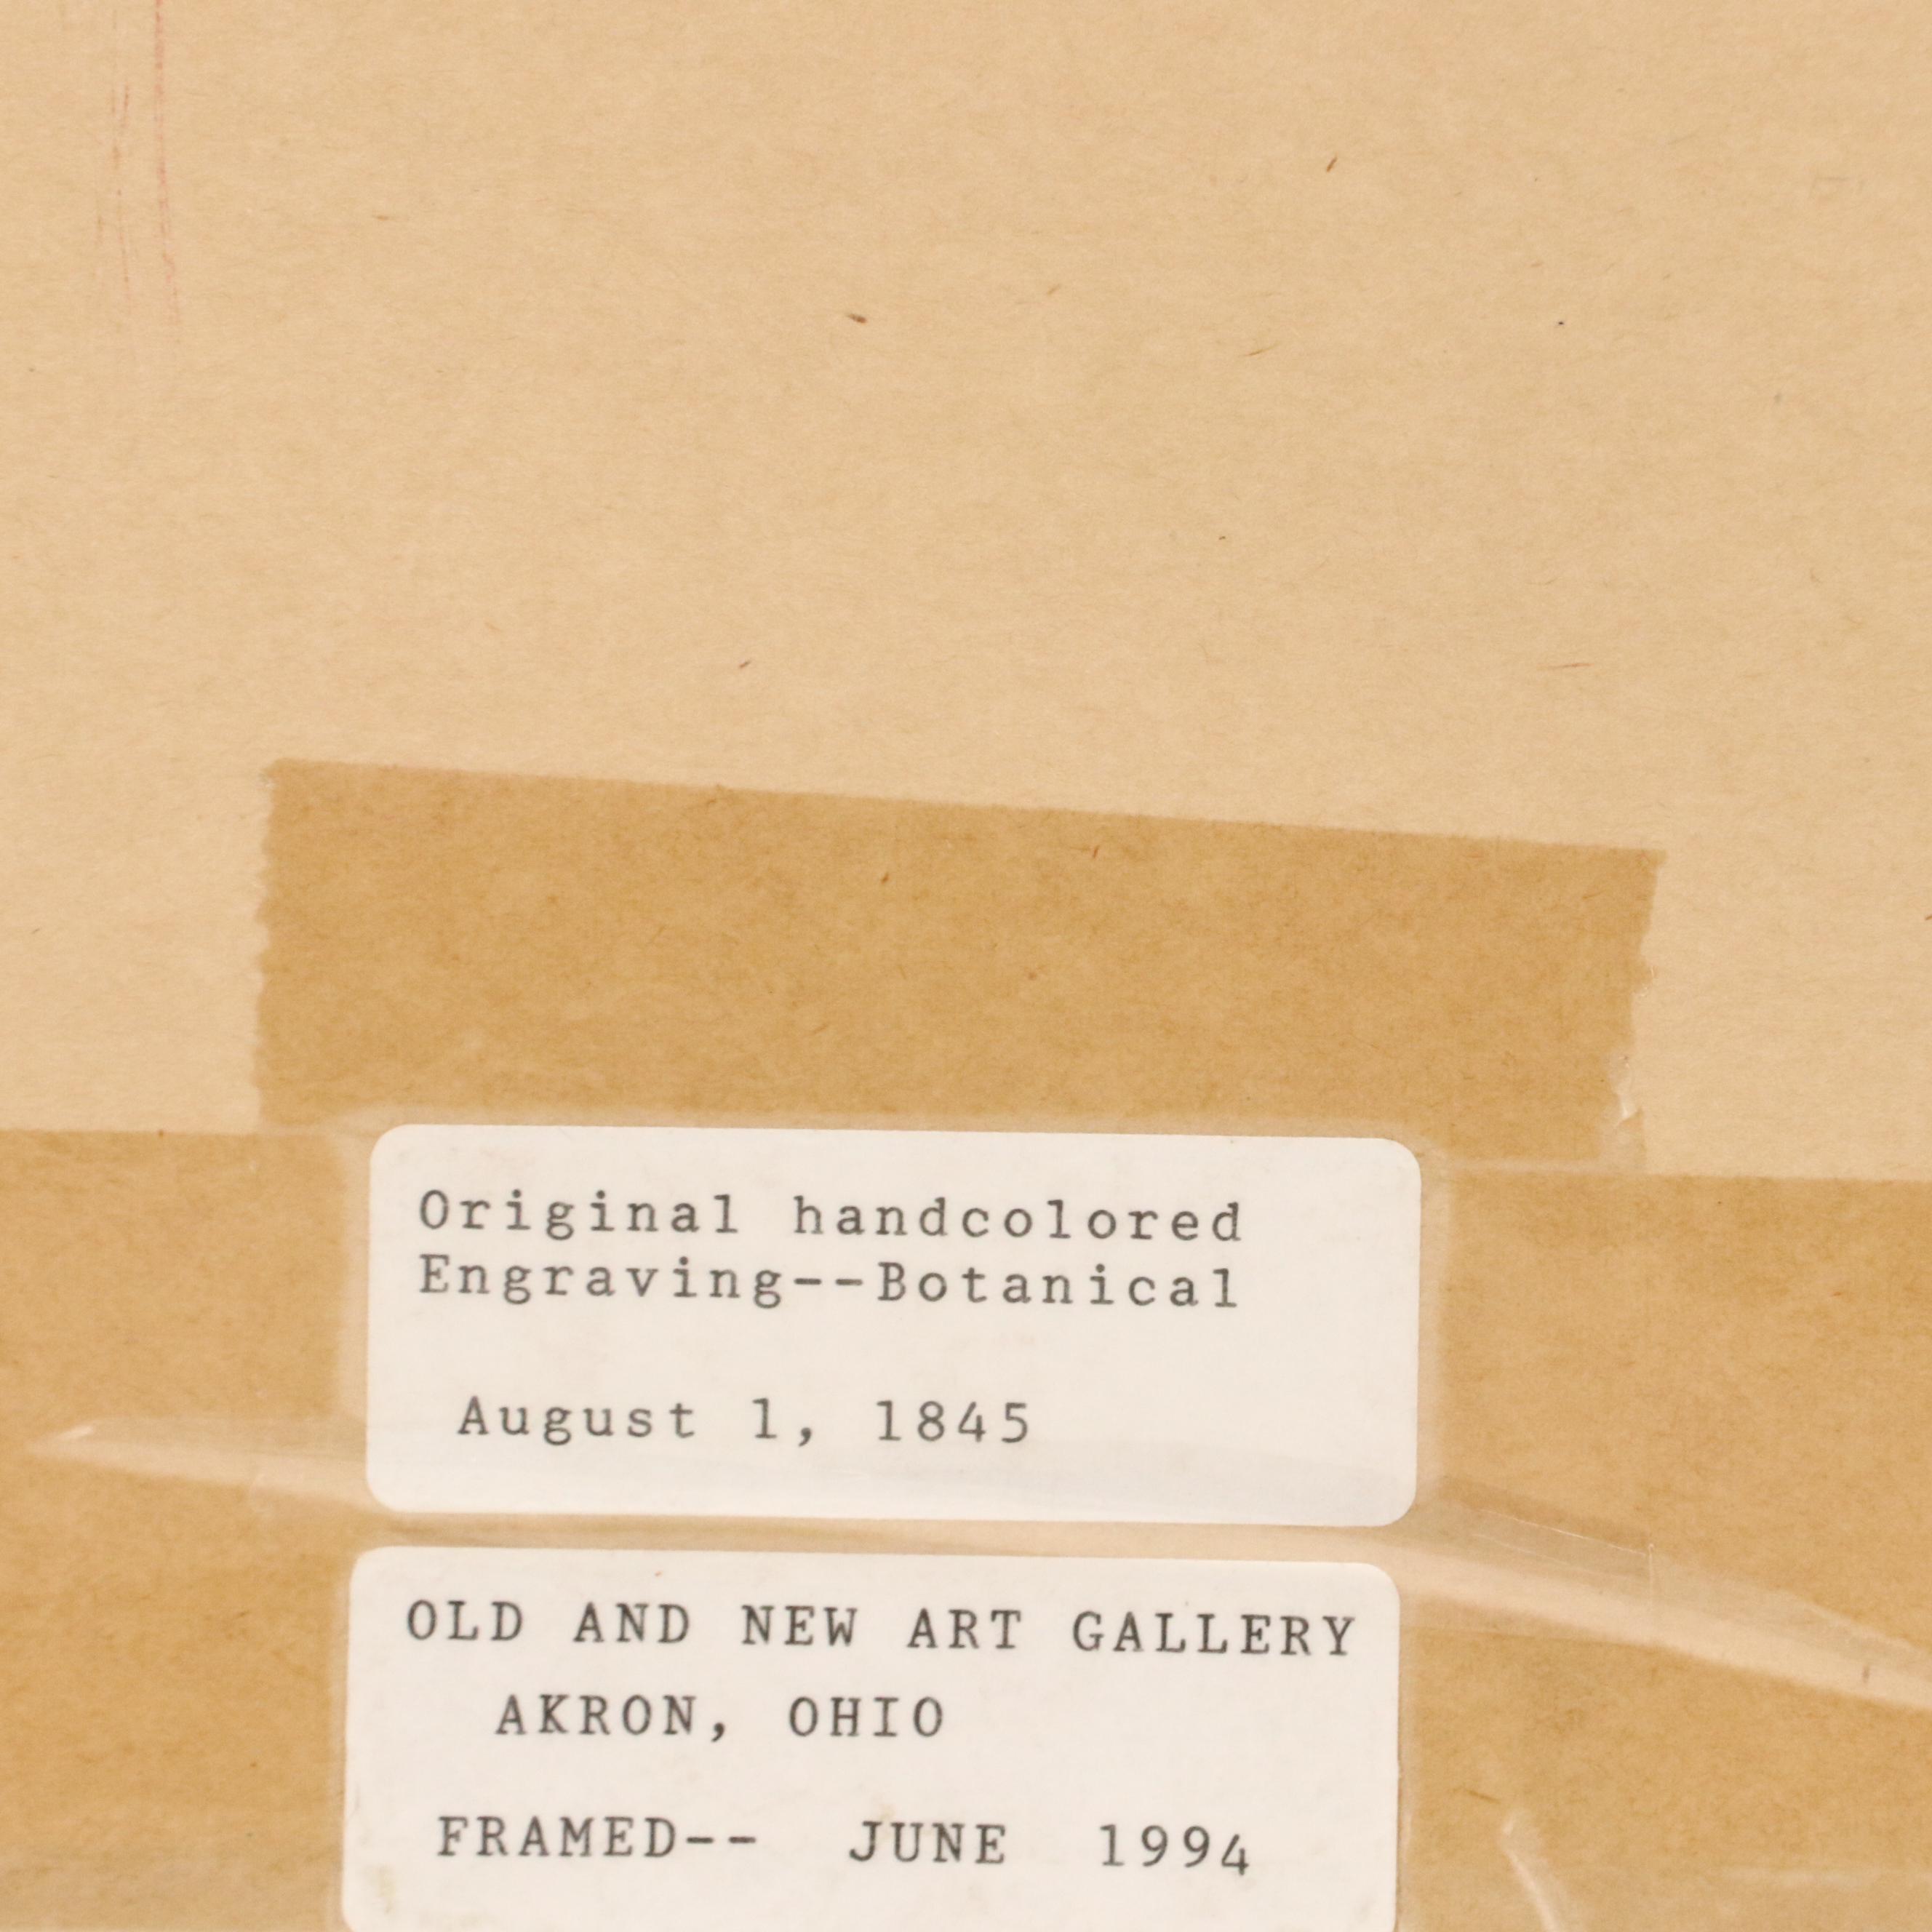 Original handcolored
Engraving--Botanical
August 1, 1845
OLD AND NEW ART GALLERY
AKRON, OHIO
FRAMED-- JUNE 1994